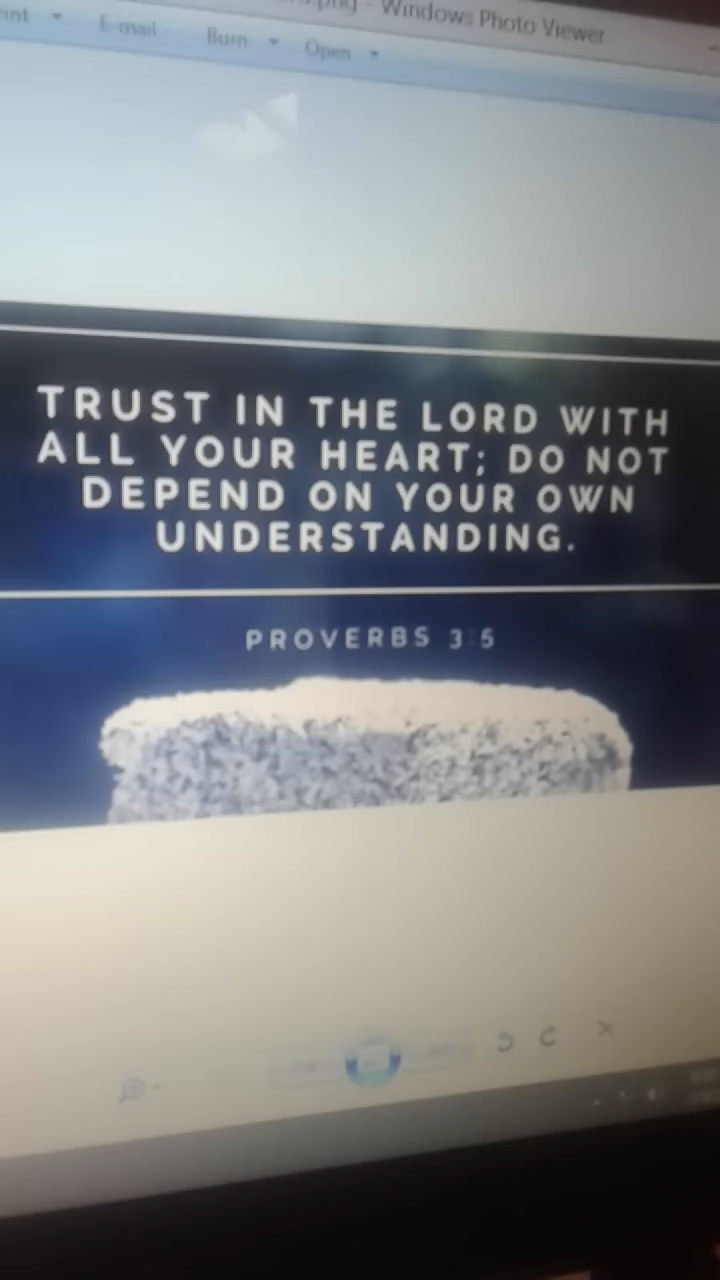 - Windows Photo Viewer
E-mail Burn Open
TRUST IN THE LORD WITH
ALL YOUR HEART; DO NOT
DEPEND ON YOUR OWN
UNDERSTANDING.
PROVERBS 3:5